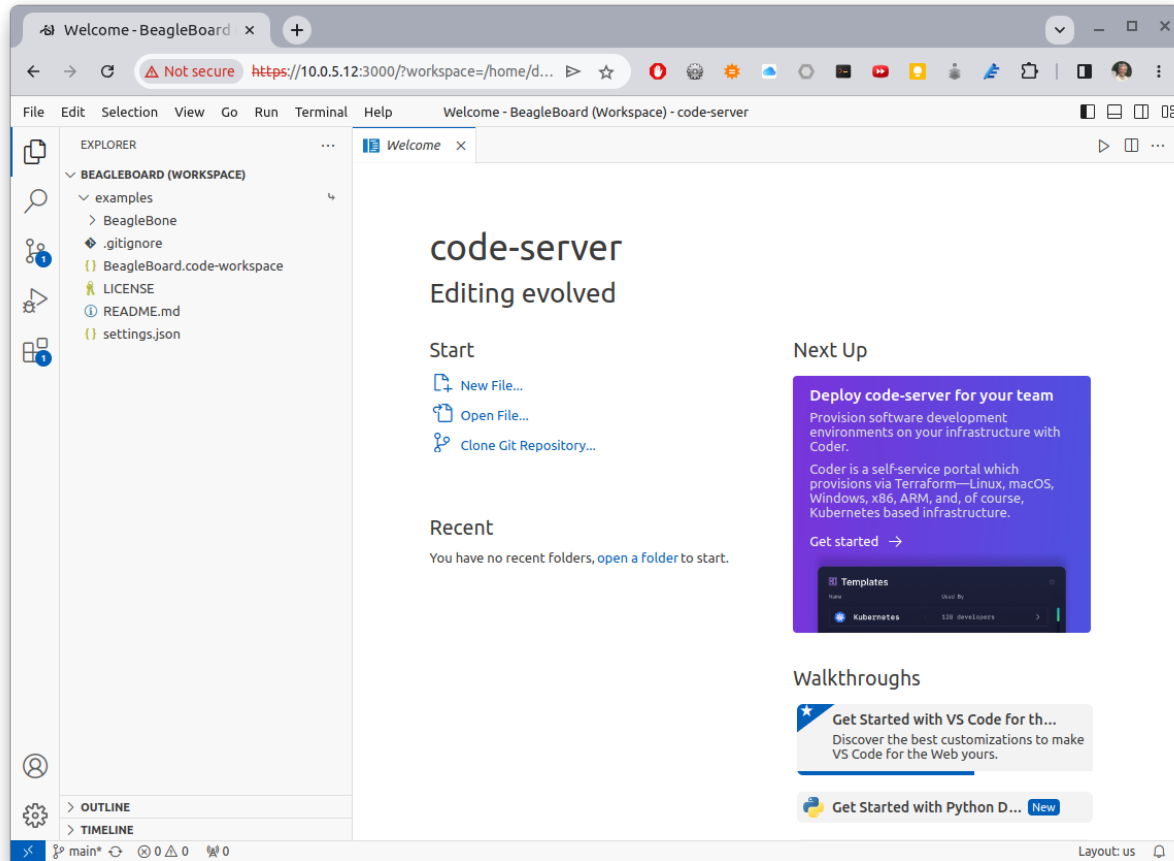 Welcome - BeagleBoard
Not secure https://10.0.5.12:3000/?workspace=/home/d...
File Edit Selection View Go Run Terminal Help Welcome - BeagleBoard (Workspace) - code-server
EXPLORER
Welcome
BEAGLEBOARD (WORKSPACE)
examples
BeagleBone
.gitignore
BeagleBoard.code-workspace
LICENSE
README.md
settings.json
1
1
OUTLINE
TIMELINE
code-server
Editing evolved
Start
New File...
Open File...
Clone Git Repository...
Recent
You have no recent folders, open a folder to start.
Next Up
Deploy code-server for your team
Provision software development
environments on your infrastructure with
Coder.
Coder is a self-service portal which
provisions via Terraform—Linux, macOS,
Windows, x86, ARM, and, of course,
Kubernetes based infrastructure.
Get started
Templates
Name Used By
Kubernetes 120 developers
Walkthroughs
Get Started with VS Code for th...
Discover the best customizations to make
VS Code for the Web yours.
Get Started with Python D... New
main* 0 0 0 Layout: us